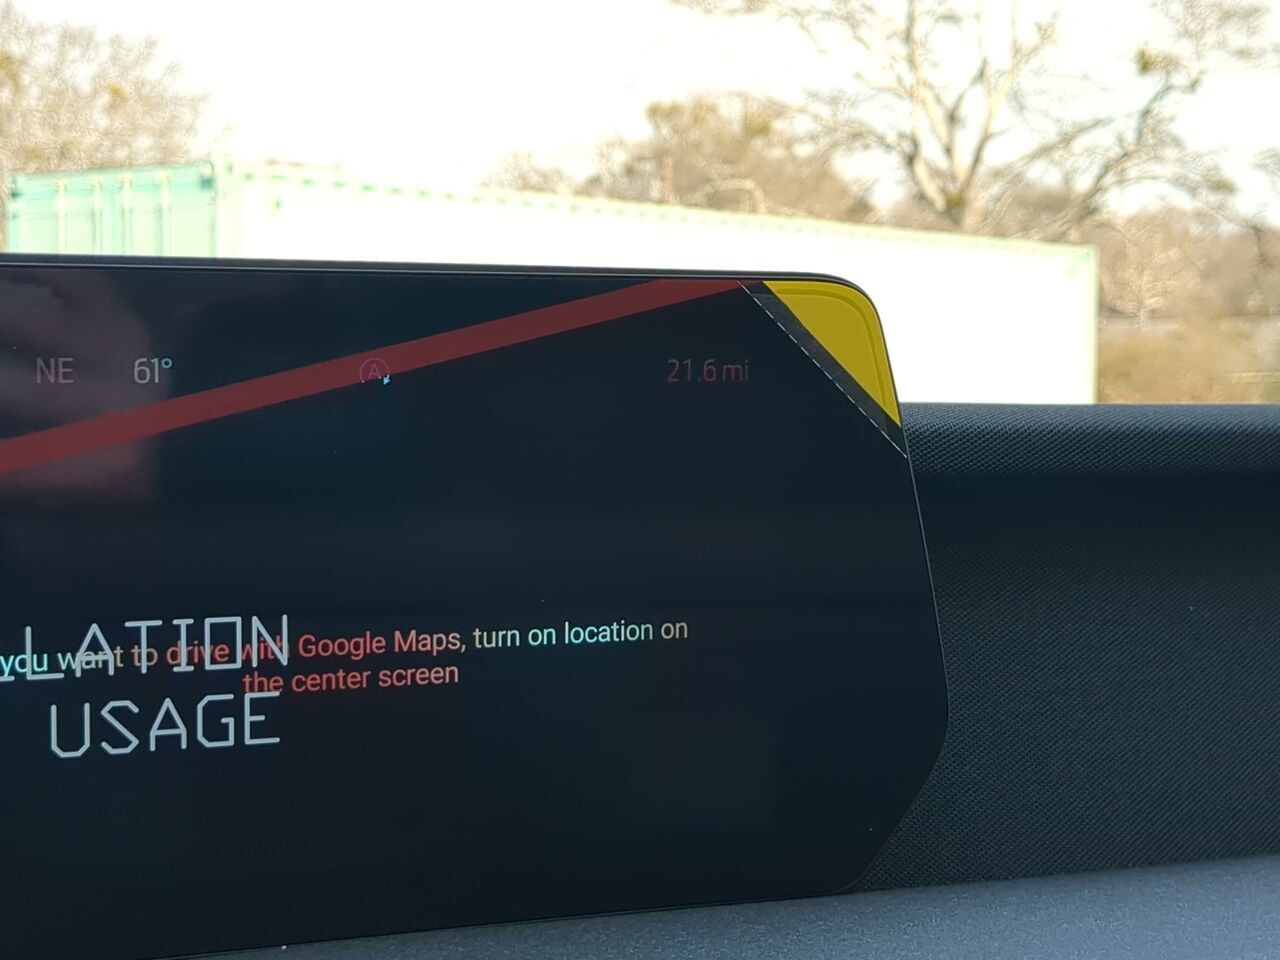 NE 61° A 21.6 mi
you want to drive with Google Maps, turn on location on
the center screen
LATION
USAGE